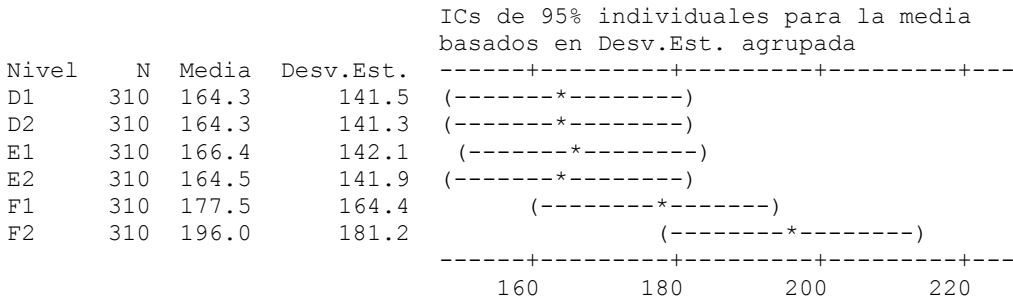 ICs de 95% individuales para la media
                              basados en Desv.Est. agrupada
Nivel    N  Media  Desv.Est.  ------+---------+---------+---------+---
D1     310  164.3      141.5  (-------*--------)
D2     310  164.3      141.3  (-------*--------)
E1     310  166.4      142.1   (-------*--------)
E2     310  164.5      141.9  (-------*--------)
F1     310  177.5      164.4        (--------*-------)
F2     310  196.0      181.2                 (--------*--------)
                              ------+---------+---------+---------+---
                                  160       180       200       220